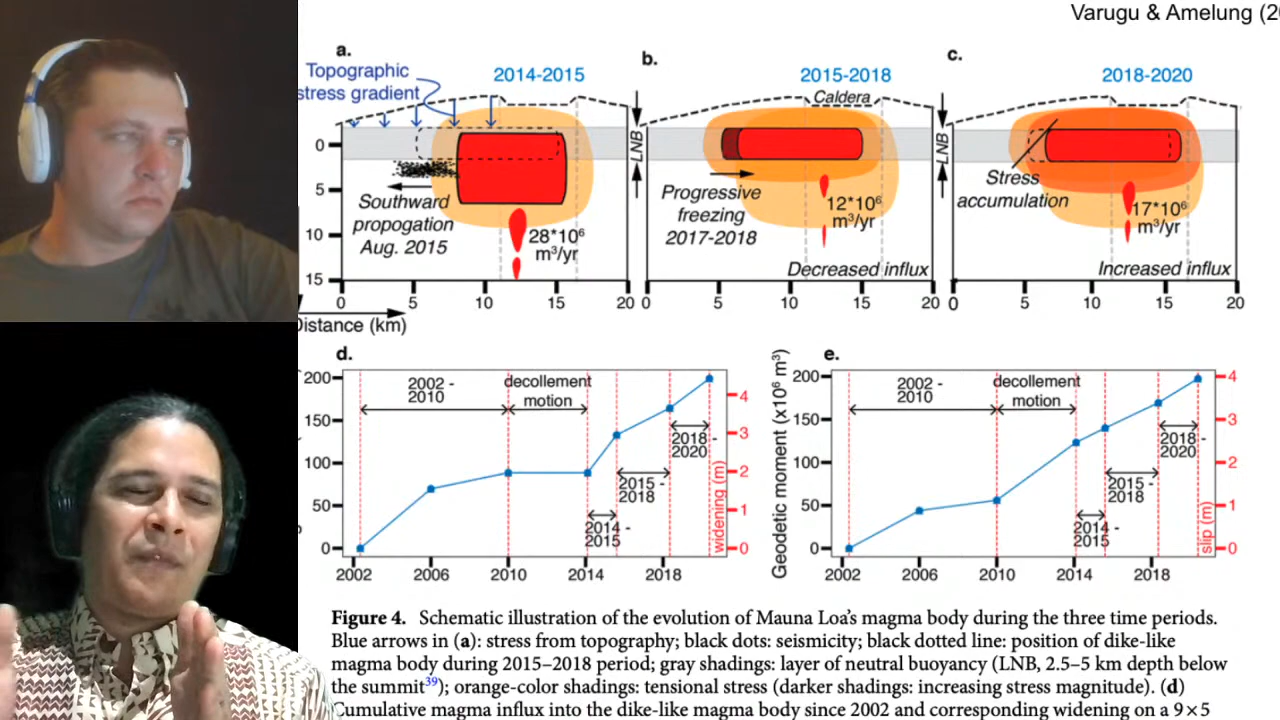 Varugu & Amelung (2
a.
Topographic
stress gradient
2014-2015
0
5
10
15
LNB
Southward
propogation
Aug. 2015
28*10⁶
m³/yr
0 5 10 15 20
Distance (km)
b.
2015-2018
Caldera
LNB
Progressive
freezing
2017-2018
12*10⁶
m³/yr
Decreased influx
0 5 10 15 20
c.
2018-2020
Stress
accumulation
17*10⁶
m³/yr
Increased influx
0 5 10 15 20
d.
200
150
100
50
0
2002 -
2010
decollement
motion
2014 -
2015
2015 -
2018
2018 -
2020
4
3
2
1
0
widening (m)
2002 2006 2010 2014 2018
e.
Geodetic moment (x10⁶ m³)
200
150
100
50
0
2002 -
2010
decollement
motion
2014 -
2015
2015 -
2018
2018 -
2020
4
3
2
1
0
slip (m)
2002 2006 2010 2014 2018
Figure 4. Schematic illustration of the evolution of Mauna Loa's magma body during the three time periods.
Blue arrows in (a): stress from topography; black dots: seismicity; black dotted line: position of dike-like
magma body during 2015–2018 period; gray shadings: layer of neutral buoyancy (LNB, 2.5–5 km depth below
the summit³⁹); orange-color shadings: tensional stress (darker shadings: increasing stress magnitude). (d)
Cumulative magma influx into the dike-like magma body since 2002 and corresponding widening on a 9×5